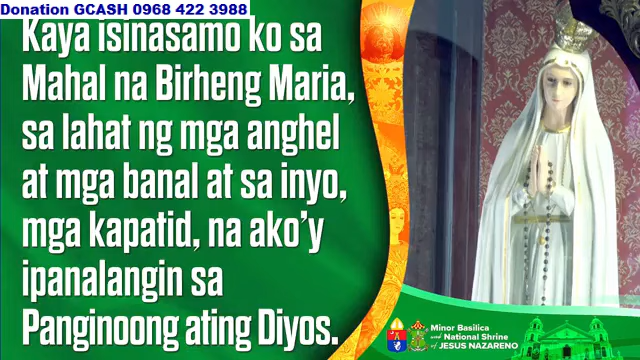 Donation GCASH 0968 422 3988
Kaya isinasamo ko sa
Mahal na Birheng Maria,
sa lahat ng mga anghel
at mga banal at sa inyo,
mga kapatid, na ako'y
ipanalangin sa
Panginoong ating Diyos.
Minor Basilica
and National Shrine
of JESUS NAZARENO